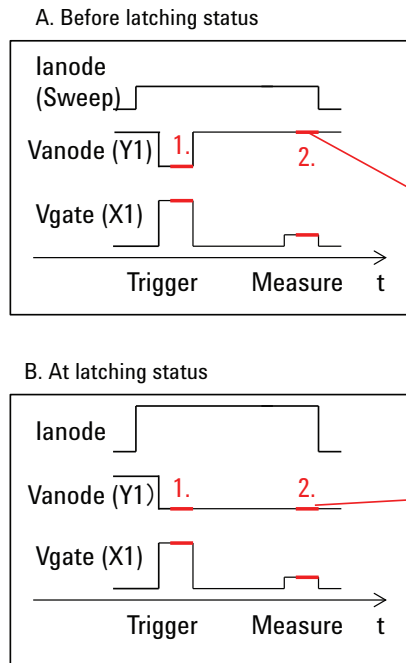 A. Before latching status
Ianode
(Sweep)
Vanode (Y1)
1.
2.
Vgate (X1)
Trigger
Measure
t
B. At latching status
Ianode
Vanode (Y1）
1.
2.
Vgate (X1)
Trigger
Measure
t